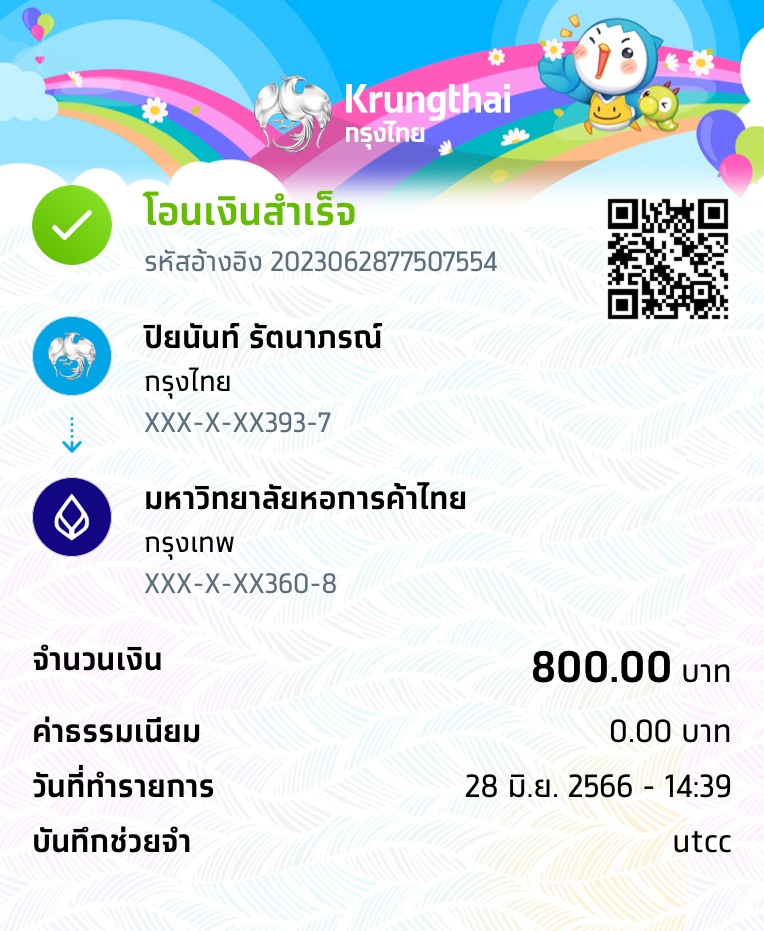 Krungthai
กรุงไทย
โอนเงินสำเร็จ
รหัสอ้างอิง 2023062877507554
ปิยนันท์ รัตนาภรณ์
กรุงไทย
XXX-X-XX393-7
มหาวิทยาลัยหอการค้าไทย
กรุงเทพ
XXX-X-XX360-8
จำนวนเงิน 800.00 บาท
ค่าธรรมเนียม 0.00 บาท
วันที่ทำรายการ 28 มิ.ย. 2566 - 14:39
บันทึกช่วยจำ utcc